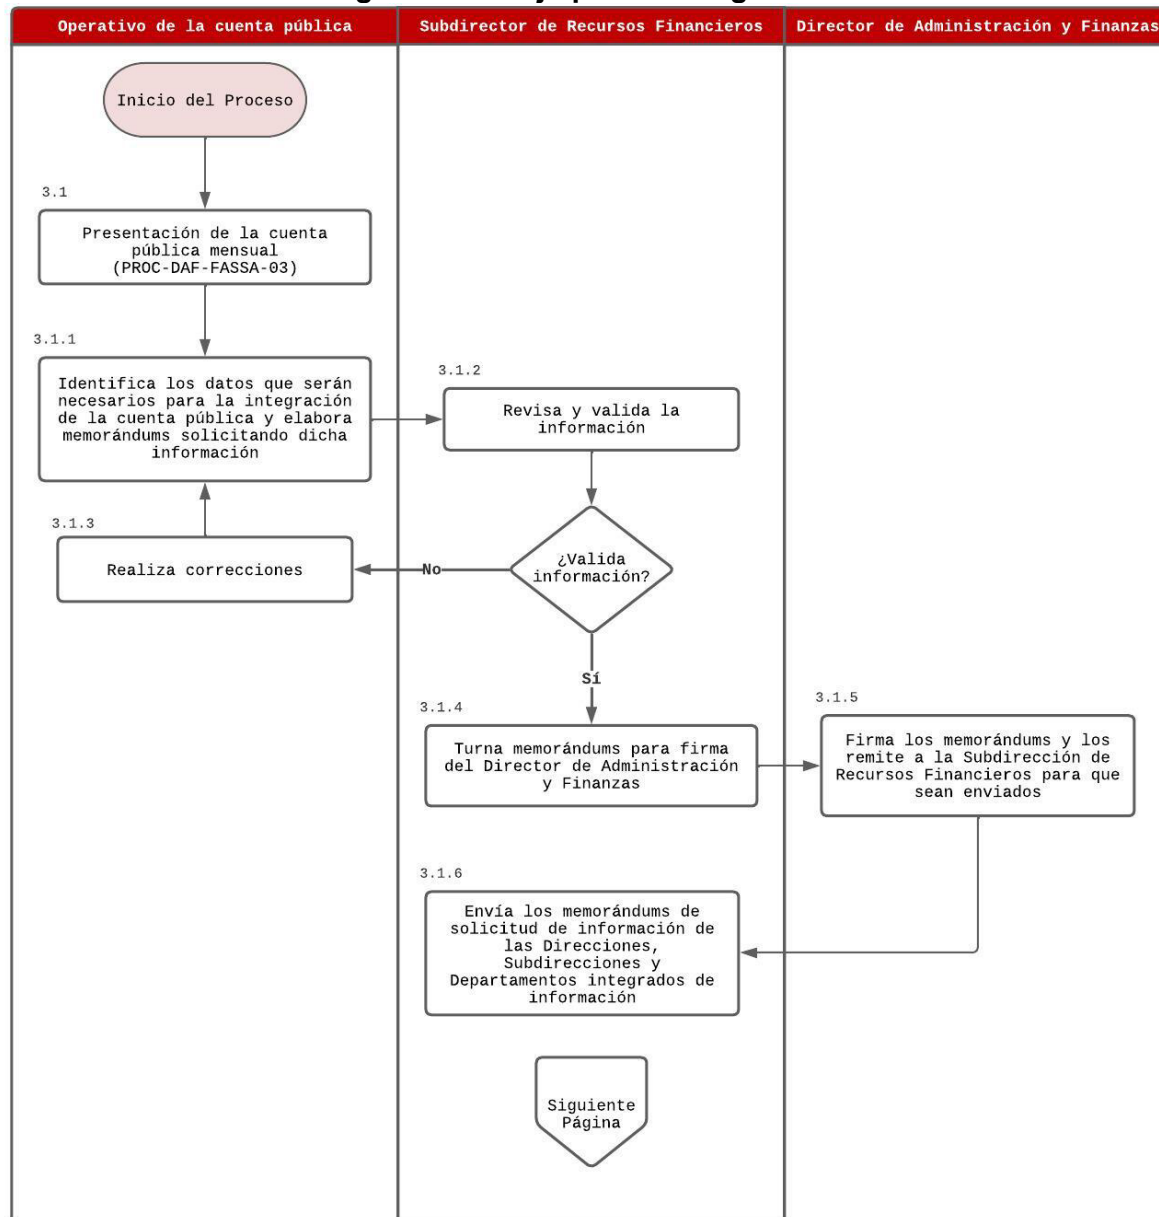 Operativo de la cuenta pública
Subdirector de Recursos Financieros
Director de Administración y Finanzas
Inicio del Proceso
3.1
Presentación de la cuenta
pública mensual
(PROC-DAF-FASSA-03)
3.1.1
Identifica los datos que serán
necesarios para la integración
de la cuenta pública y elabora
memorándums solicitando dicha
información
3.1.2
Revisa y valida la
información
¿Valida
información?
No
3.1.3
Realiza correcciones
Sí
3.1.4
Turna memorándums para firma
del Director de Administración
y Finanzas
3.1.5
Firma los memorándums y los
remite a la Subdirección de
Recursos Financieros para que
sean enviados
3.1.6
Envía los memorándums de
solicitud de información de
las Direcciones,
Subdirecciones y
Departamentos integrados de
información
Siguiente
Página